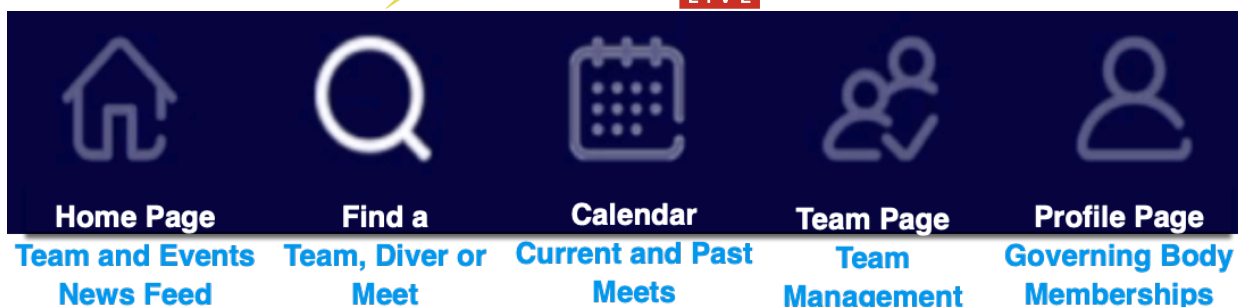 LIVE
Home Page
Find a
Calendar
Team Page
Profile Page
Team and Events
News Feed
Team, Diver or
Meet
Current and Past
Meets
Team
Management
Governing Body
Memberships